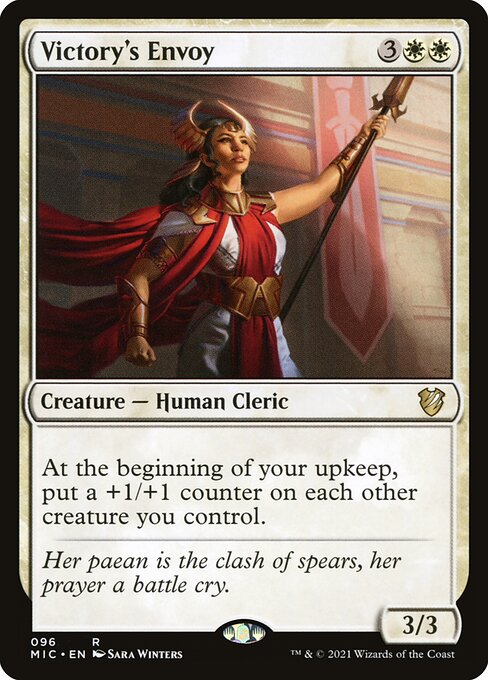 Victory's Envoy 3
Creature — Human Cleric
At the beginning of your upkeep,
put a +1/+1 counter on each other
creature you control.
Her paean is the clash of spears, her
prayer a battle cry.
3/3
096 R
MIC • EN Sara Winters
™ & © 2021 Wizards of the Coast